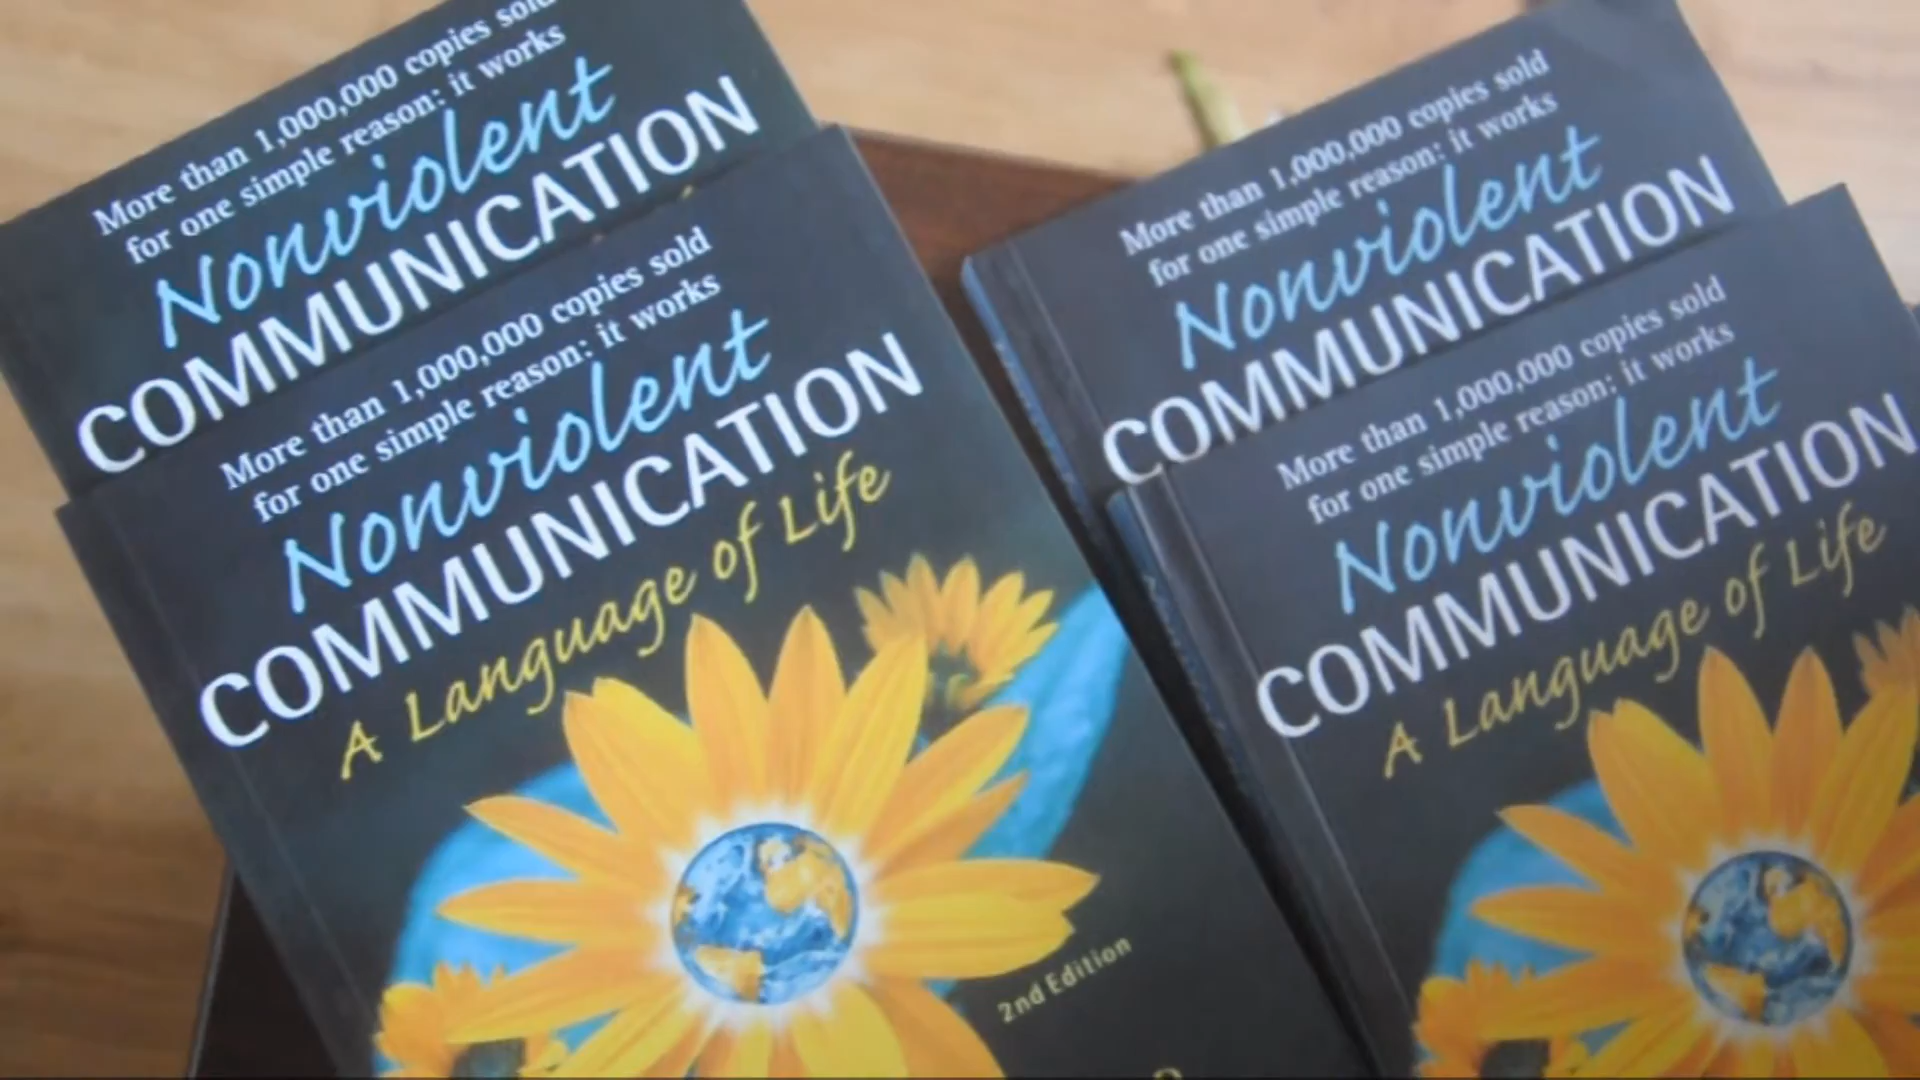 More than 1,000,000 copies sold
for one simple reason: it works
Nonviolent
COMMUNICATION
More than 1,000,000 copies sold
for one simple reason: it works
Nonviolent
COMMUNICATION
A Language of Life
2nd Edition
More than 1,000,000 copies sold
for one simple reason: it works
Nonviolent
COMMUNICATION
More than 1,000,000 copies sold
for one simple reason: it works
Nonviolent
COMMUNICATION
A Language of Life